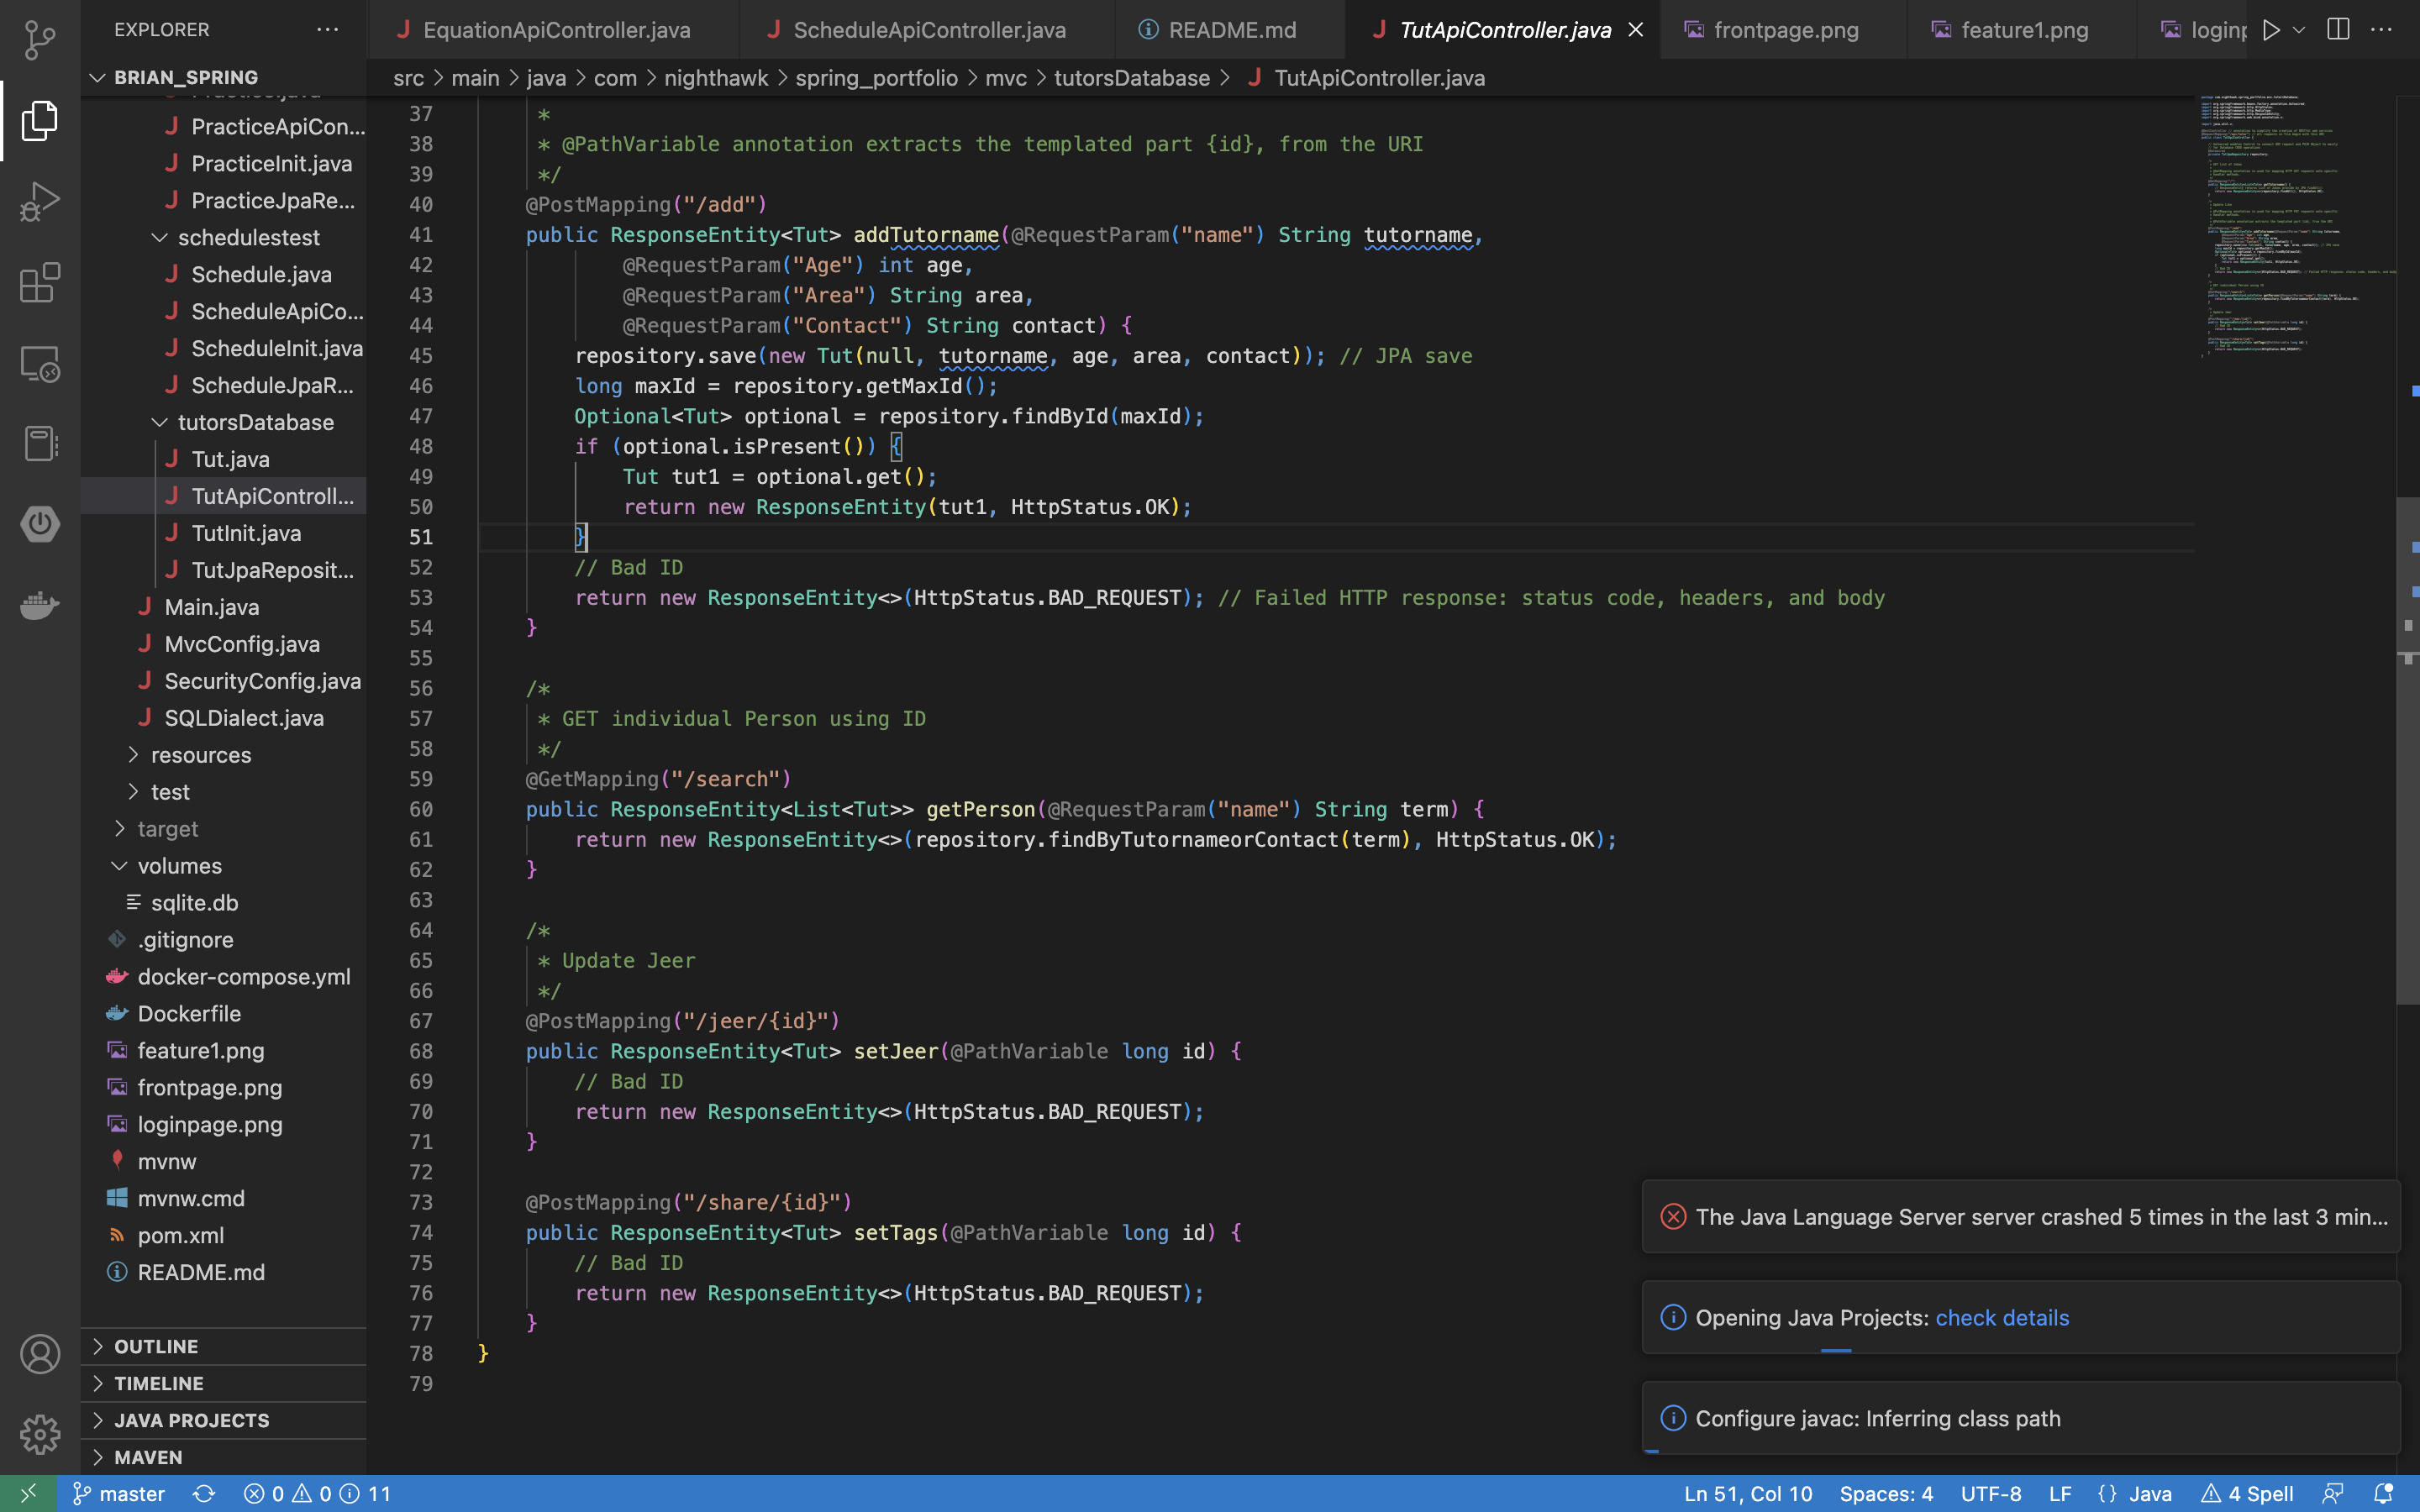 EXPLORER
EquationApiController.java
ScheduleApiController.java
README.md
TutApiController.java
frontpage.png
feature1.png
BRIAN_SPRING
src > main > java > com > nighthawk > spring_portfolio > mvc > tutorsDatabase > TutApiController.java
Practice.java
PracticeApiCon...
PracticeInit.java
PracticeJpaRe...
schedulestest
Schedule.java
ScheduleApiCo...
ScheduleInit.java
ScheduleJpaR...
tutorsDatabase
Tut.java
TutApiControll...
TutInit.java
TutJpaReposit...
Main.java
MvcConfig.java
SecurityConfig.java
SQLDialect.java
resources
test
target
volumes
sqlite.db
.gitignore
docker-compose.yml
Dockerfile
feature1.png
frontpage.png
loginpage.png
mvnw
mvnw.cmd
pom.xml
README.md
OUTLINE
TIMELINE
JAVA PROJECTS
MAVEN
37 *
38 * @PathVariable annotation extracts the templated part {id}, from the URI
39 */
40 @PostMapping("/add")
41 public ResponseEntity<Tut> addTutorname(@RequestParam("name") String tutorname,
42 @RequestParam("Age") int age,
43 @RequestParam("Area") String area,
44 @RequestParam("Contact") String contact) {
45 repository.save(new Tut(null, tutorname, age, area, contact)); // JPA save
46 long maxId = repository.getMaxId();
47 Optional<Tut> optional = repository.findById(maxId);
48 if (optional.isPresent()) {
49 Tut tut1 = optional.get();
50 return new ResponseEntity(tut1, HttpStatus.OK);
51 }
52 // Bad ID
53 return new ResponseEntity<>(HttpStatus.BAD_REQUEST); // Failed HTTP response: status code, headers, and body
54 }
55
56 /*
57 * GET individual Person using ID
58 */
59 @GetMapping("/search")
60 public ResponseEntity<List<Tut>> getPerson(@RequestParam("name") String term) {
61 return new ResponseEntity<>(repository.findByTutornameorContact(term), HttpStatus.OK);
62 }
63
64 /*
65 * Update Jeer
66 */
67 @PostMapping("/jeer/{id}")
68 public ResponseEntity<Tut> setJeer(@PathVariable long id) {
69 // Bad ID
70 return new ResponseEntity<>(HttpStatus.BAD_REQUEST);
71 }
72
73 @PostMapping("/share/{id}")
74 public ResponseEntity<Tut> setTags(@PathVariable long id) {
75 // Bad ID
76 return new ResponseEntity<>(HttpStatus.BAD_REQUEST);
77 }
78 }
79
The Java Language Server server crashed 5 times in the last 3 min...
Opening Java Projects: check details
Configure javac: Inferring class path
master
0 0 11
Ln 51, Col 10
Spaces: 4
UTF-8
LF
{} Java
4 Spell